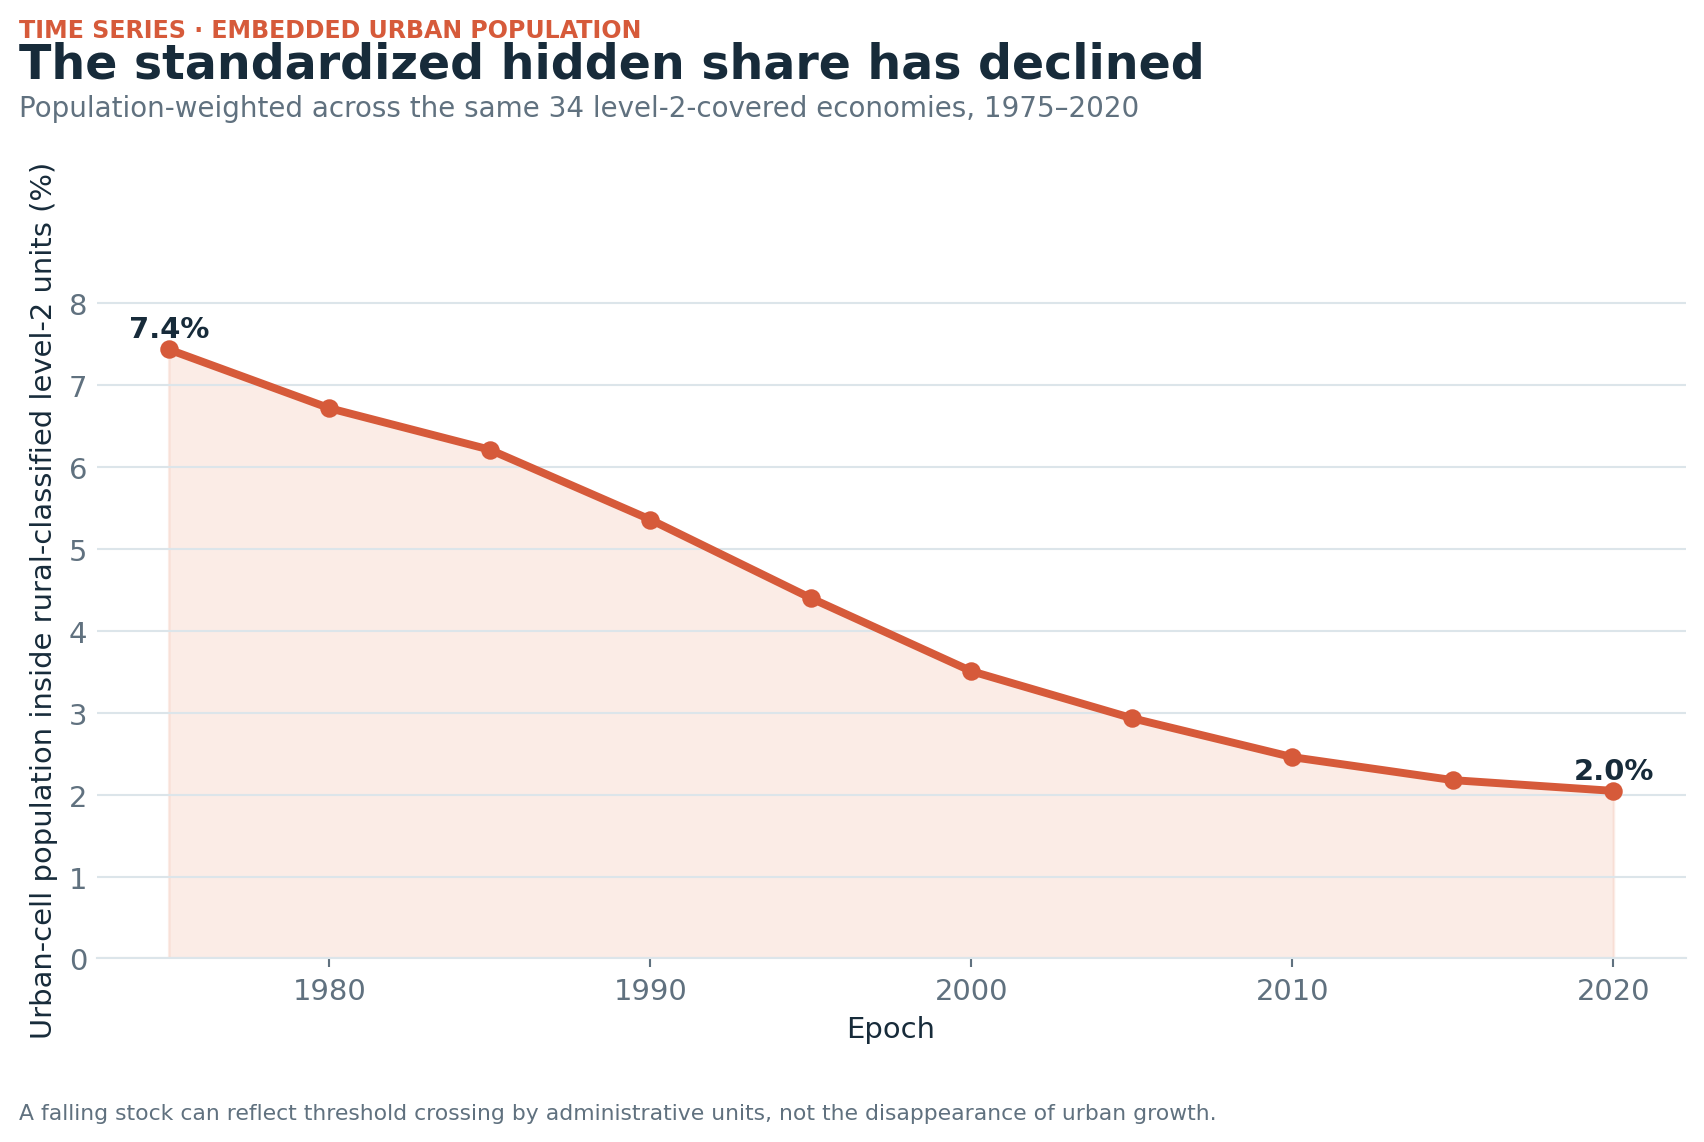 TIME SERIES · EMBEDDED URBAN POPULATION
The standardized hidden share has declined
Population-weighted across the same 34 level-2-covered economies, 1975–2020
Urban-cell population inside rural-classified level-2 units (%)
8
7
6
5
4
3
2
1
0
7.4%
2.0%
1980
1990
2000
2010
2020
Epoch
A falling stock can reflect threshold crossing by administrative units, not the disappearance of urban growth.